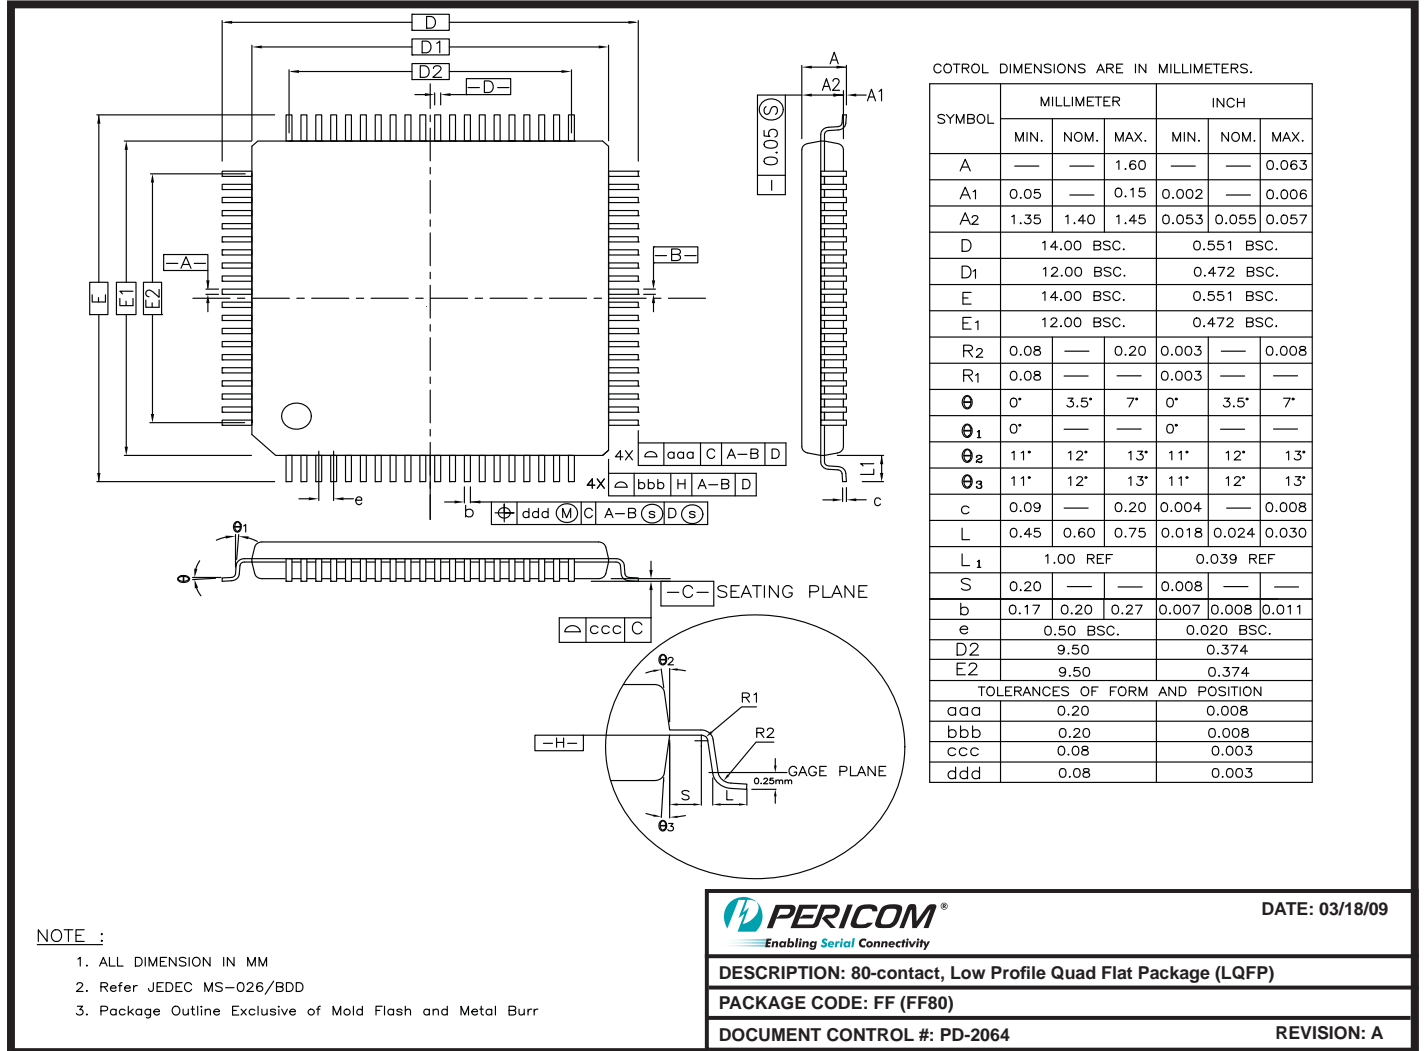 D
D1
D2
-D-
A
A2
A1
0.05 Ⓢ
-A-
-B-
E
E1
E2
4X ⌓ aaa C A-B D
4X ⌓ bbb H A-B D
e
b
⌖ ddd Ⓜ C A-B Ⓢ D Ⓢ
L1
c
θ1
θ
-C- SEATING PLANE
⌓ ccc C
θ2
R1
R2
-H-
GAGE PLANE
0.25mm
S
L
θ3
COTROL DIMENSIONS ARE IN MILLIMETERS.
SYMBOL MILLIMETER INCH
MIN. NOM. MAX. MIN. NOM. MAX.
A — — 1.60 — — 0.063
A1 0.05 — 0.15 0.002 — 0.006
A2 1.35 1.40 1.45 0.053 0.055 0.057
D 14.00 BSC. 0.551 BSC.
D1 12.00 BSC. 0.472 BSC.
E 14.00 BSC. 0.551 BSC.
E1 12.00 BSC. 0.472 BSC.
R2 0.08 — 0.20 0.003 — 0.008
R1 0.08 — — 0.003 — —
θ 0° 3.5° 7° 0° 3.5° 7°
θ1 0° — — 0° — —
θ2 11° 12° 13° 11° 12° 13°
θ3 11° 12° 13° 11° 12° 13°
c 0.09 — 0.20 0.004 — 0.008
L 0.45 0.60 0.75 0.018 0.024 0.030
L1 1.00 REF 0.039 REF
S 0.20 — — 0.008 — —
b 0.17 0.20 0.27 0.007 0.008 0.011
e 0.50 BSC. 0.020 BSC.
D2 9.50 0.374
E2 9.50 0.374
TOLERANCES OF FORM AND POSITION
aaa 0.20 0.008
bbb 0.20 0.008
ccc 0.08 0.003
ddd 0.08 0.003
NOTE :
1. ALL DIMENSION IN MM
2. Refer JEDEC MS-026/BDD
3. Package Outline Exclusive of Mold Flash and Metal Burr
PERICOM®
Enabling Serial Connectivity
DATE: 03/18/09
DESCRIPTION: 80-contact, Low Profile Quad Flat Package (LQFP)
PACKAGE CODE: FF (FF80)
DOCUMENT CONTROL #: PD-2064
REVISION: A